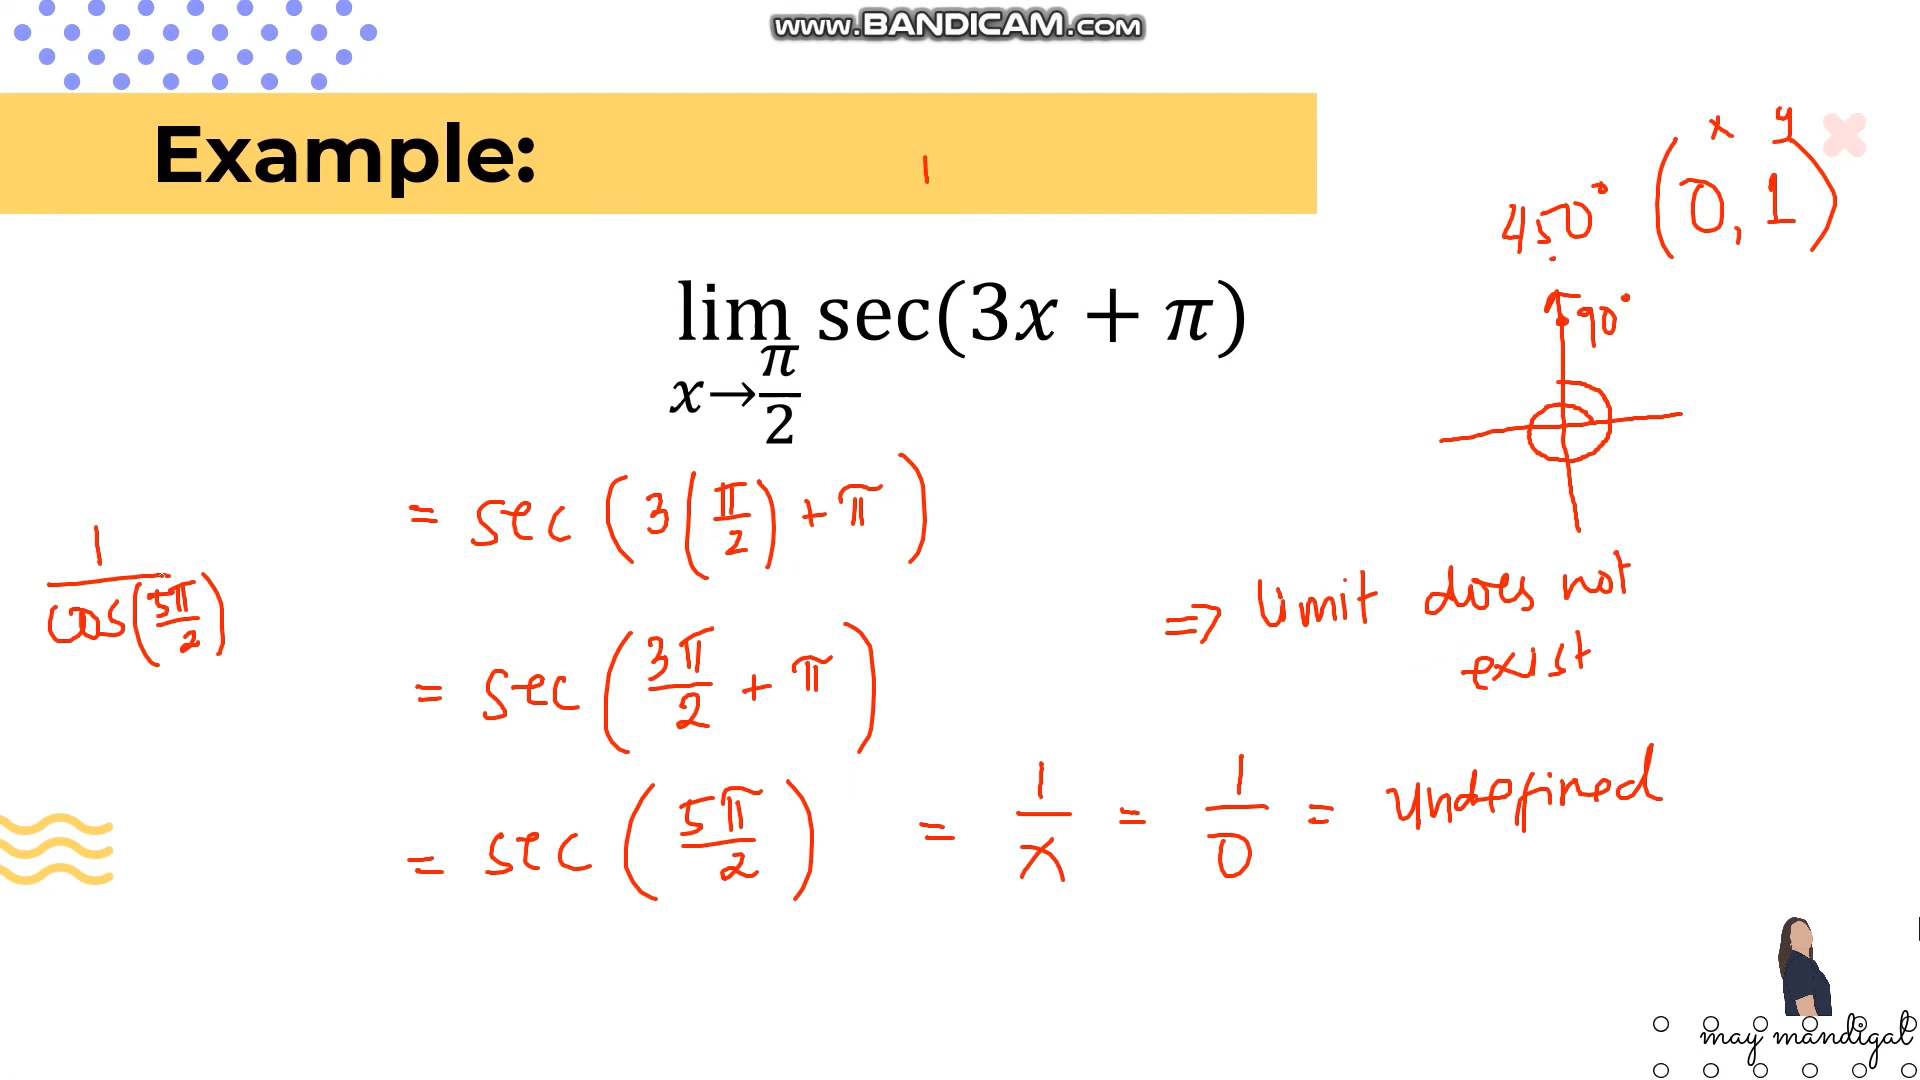 www.BANDICAM.com
Example:
1
x y
450° (0, 1)
lim sec(3x + π)
x→π/2
90°
= sec (3(π/2) + π)
1/cos(5π/2)
⇒ limit does not
exist
= sec (3π/2 + π)
= sec (5π/2) = 1/x = 1/0 = undefined
may mandigal